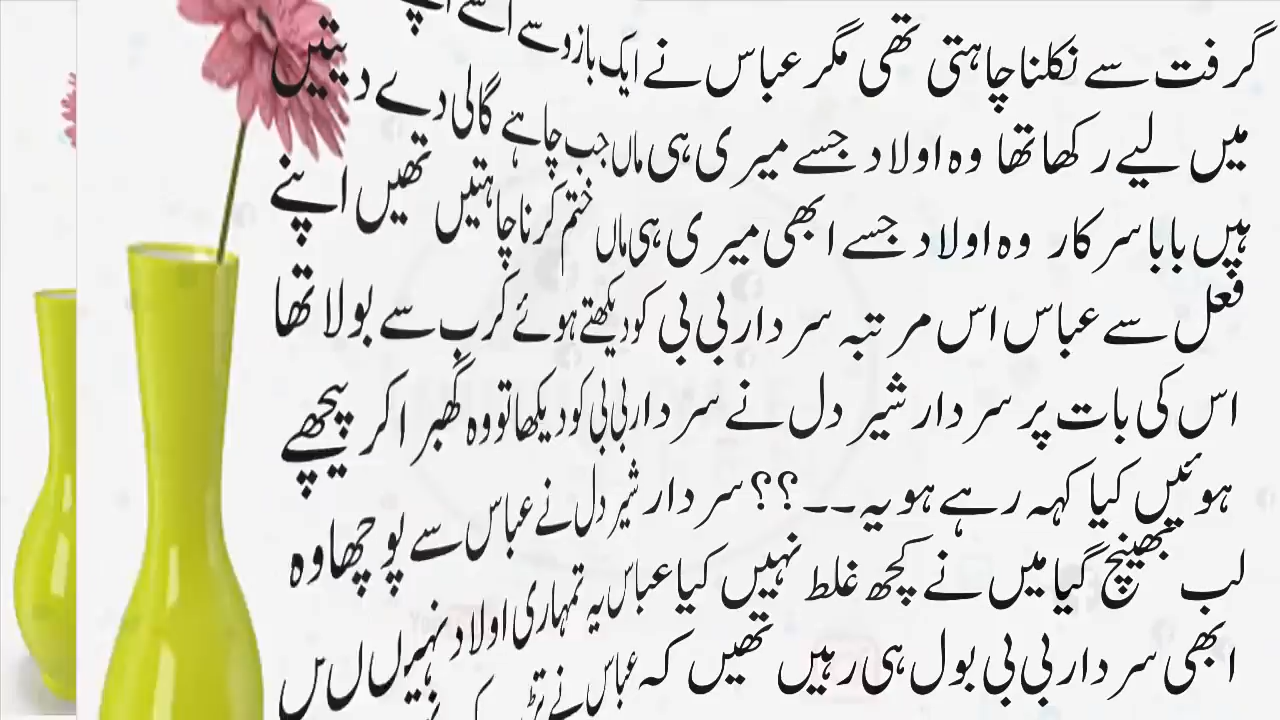 گرفت سے نکلنا چاہتی تھی مگر عباس نے ایک بازو سے اسے اپنے
میں لیے رکھا تھا وہ اولاد جسے میری ہی ماں جب چاہے گالی دے دیتیں
ہیں بابا سرکار وہ اولاد جسے ابھی میری ہی ماں ختم کرنا چاہتیں تھیں اپنے
فعل سے عباس اس مرتبہ سردار بی بی کو دیکھتے ہوئے کرب سے بولا تھا
اس کی بات پر سردار شیر دل نے سردار بی بی کو دیکھا تو وہ گھبرا کر پیچھے
ہوئیں کیا کہہ رہے ہو یہ۔۔؟؟ سردار شیر دل نے عباس سے پوچھا وہ
لب بھینچ گیا میں نے کچھ غلط نہیں کیا عباس یہ تمہاری اولاد نہیں
ابھی سردار بی بی بول ہی رہیں تھیں کہ عباس نے